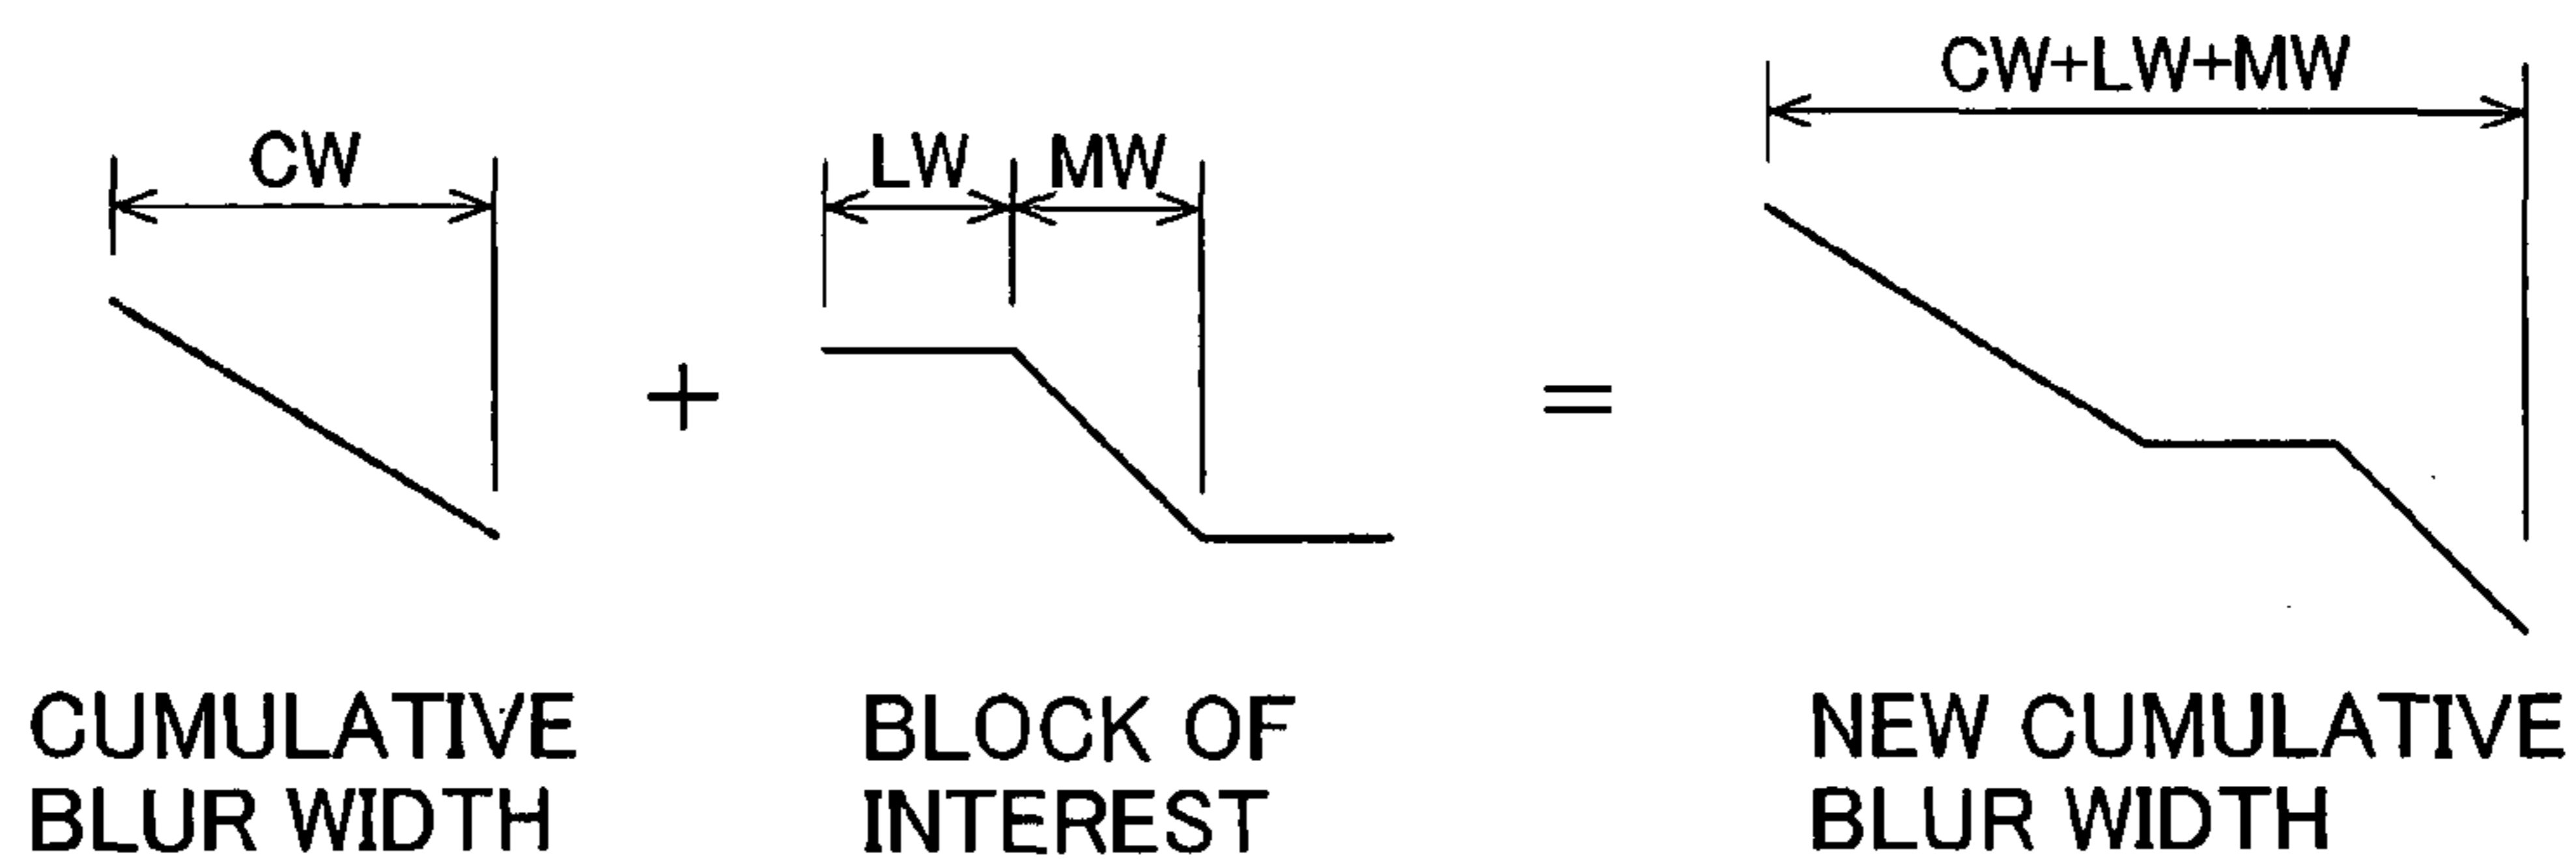 CW+LW+MW
CW
LW
MW
+
=
CUMULATIVE
BLUR WIDTH
BLOCK OF
INTEREST
NEW CUMULATIVE
BLUR WIDTH